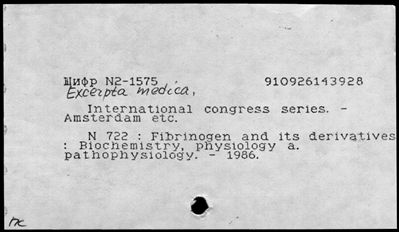 Шифр N2-1575 910926143928
Excerpta medica,
International congress series. -
Amsterdam etc.
N 722 : Fibrinogen and its derivatives
: Biochemistry, physiology a.
pathophysiology. - 1986.